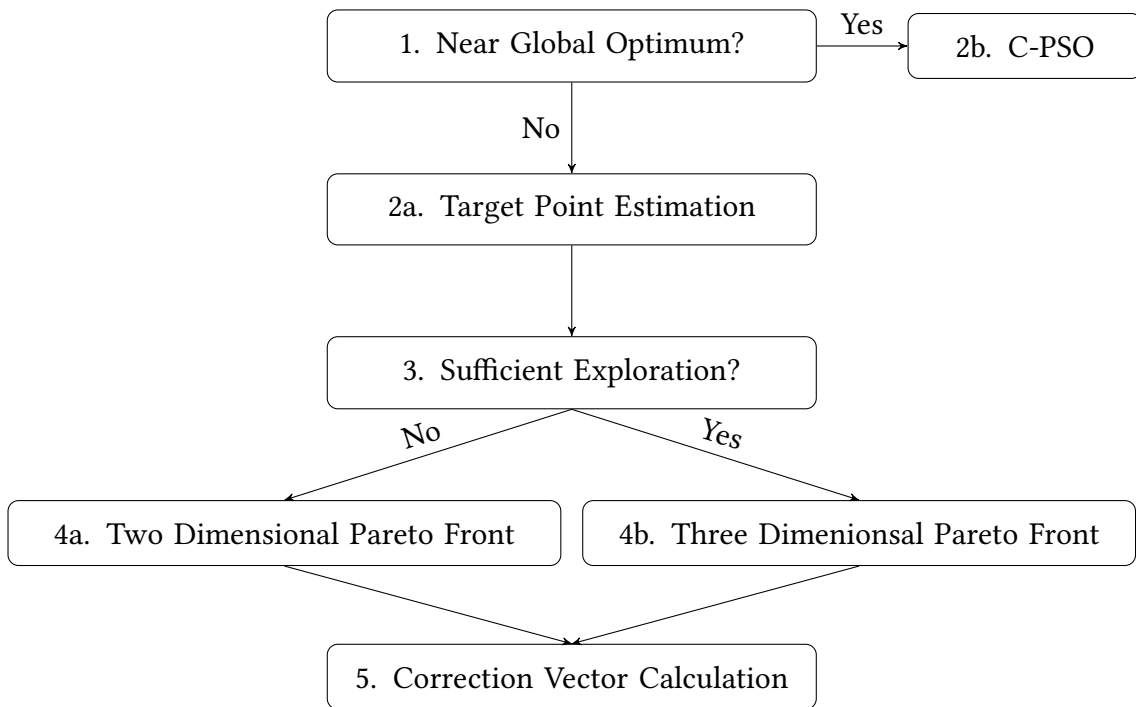 1. Near Global Optimum?
Yes
2b. C-PSO
No
2a. Target Point Estimation
3. Sufficient Exploration?
No
Yes
4a. Two Dimensional Pareto Front
4b. Three Dimenionsal Pareto Front
5. Correction Vector Calculation